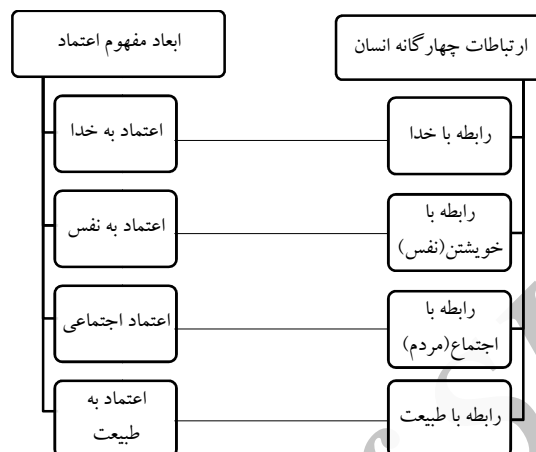 ارتباطات چهارگانه انسان
ابعاد مفهوم اعتماد
رابطه با خدا
اعتماد به خدا
رابطه با
خویشتن(نفس)
اعتماد به نفس
رابطه با
اجتماع(مردم)
اعتماد اجتماعی
رابطه با طبیعت
اعتماد به
طبیعت